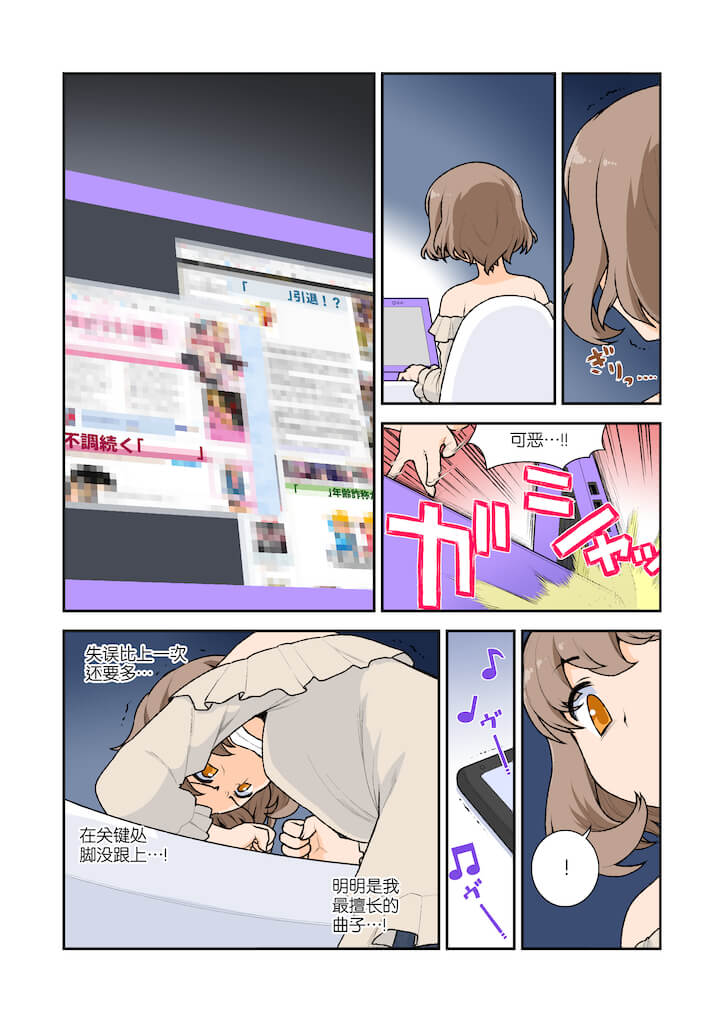 ぎりっ‥‥
「　　　」引退！？
不調続く「　　　」
「　　　」年齢詐称
可恶…!!
ガシャッ
失误比上一次
还要多…
在关键处
脚没跟上…!
明明是我
最擅长的
曲子…!
ヴーー
ヴーー
!